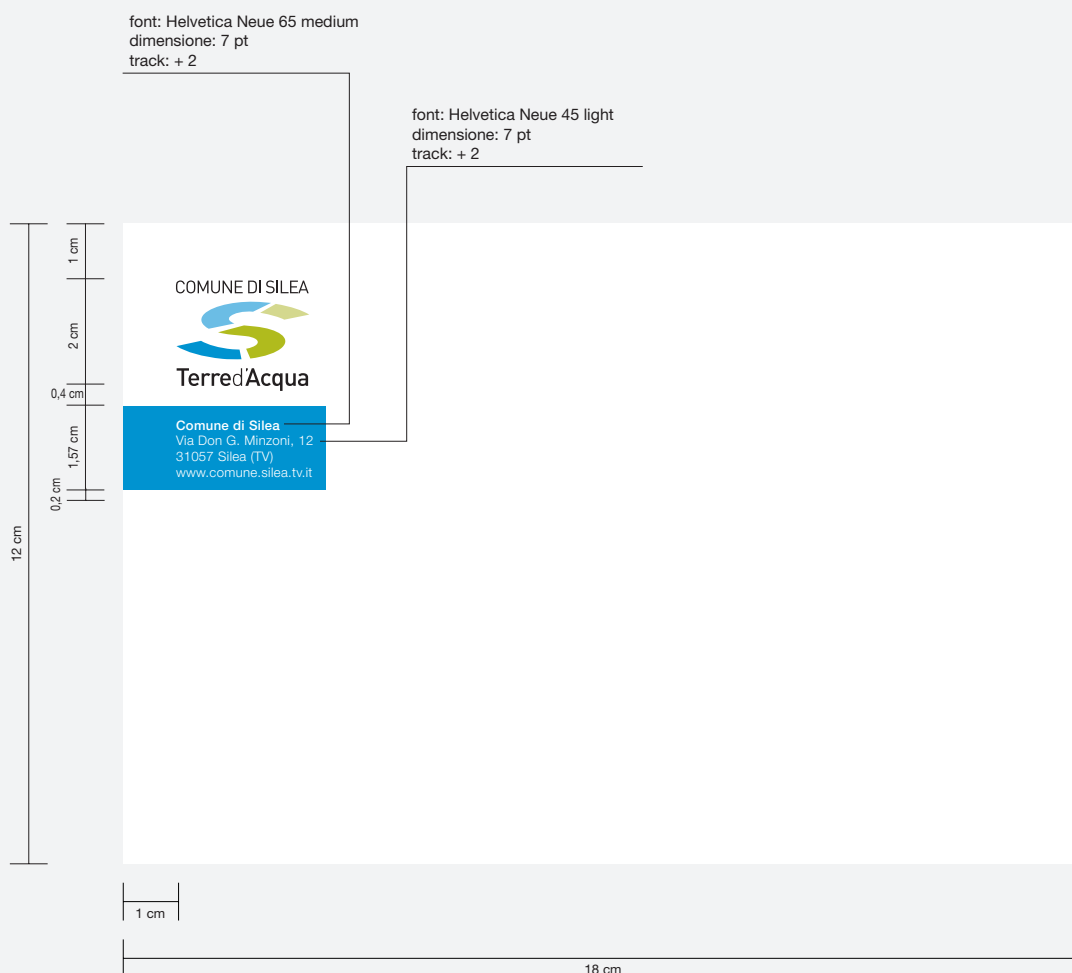 font: Helvetica Neue 65 medium
dimensione: 7 pt
track: + 2
font: Helvetica Neue 45 light
dimensione: 7 pt
track: + 2
1 cm
2 cm
0,4 cm
1,57 cm
0,2 cm
12 cm
COMUNE DI SILEA
Terred'Acqua
Comune di Silea
Via Don G. Minzoni, 12
31057 Silea (TV)
www.comune.silea.tv.it
1 cm
18 cm